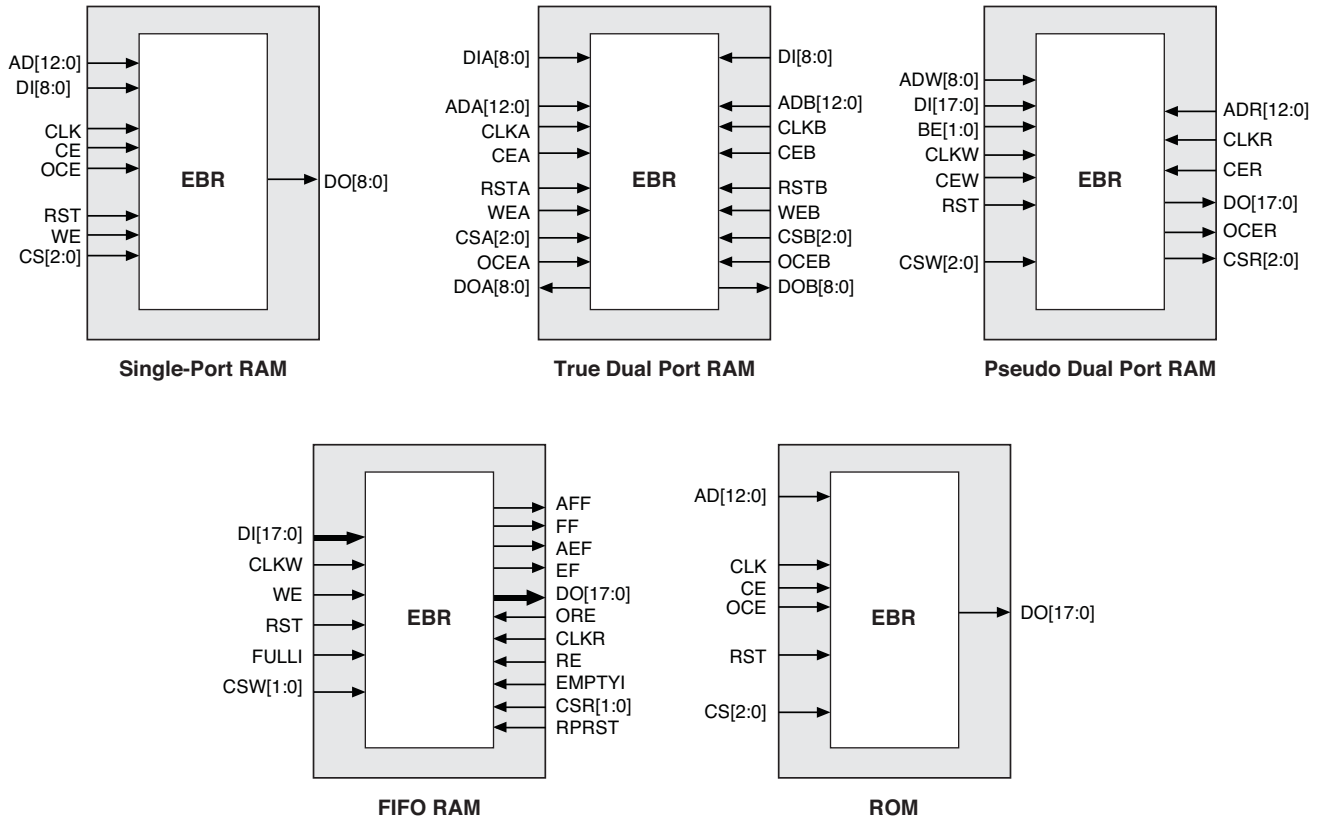 AD[12:0]
DI[8:0]
CLK
CE
OCE
RST
WE
CS[2:0]
EBR
DO[8:0]
Single-Port RAM
DIA[8:0]
ADA[12:0]
CLKA
CEA
RSTA
WEA
CSA[2:0]
OCEA
DOA[8:0]
EBR
DI[8:0]
ADB[12:0]
CLKB
CEB
RSTB
WEB
CSB[2:0]
OCEB
DOB[8:0]
True Dual Port RAM
ADW[8:0]
DI[17:0]
BE[1:0]
CLKW
CEW
RST
CSW[2:0]
EBR
ADR[12:0]
CLKR
CER
DO[17:0]
OCER
CSR[2:0]
Pseudo Dual Port RAM
DI[17:0]
CLKW
WE
RST
FULLI
CSW[1:0]
EBR
AFF
FF
AEF
EF
DO[17:0]
ORE
CLKR
RE
EMPTYI
CSR[1:0]
RPRST
FIFO RAM
AD[12:0]
CLK
CE
OCE
RST
CS[2:0]
EBR
DO[17:0]
ROM